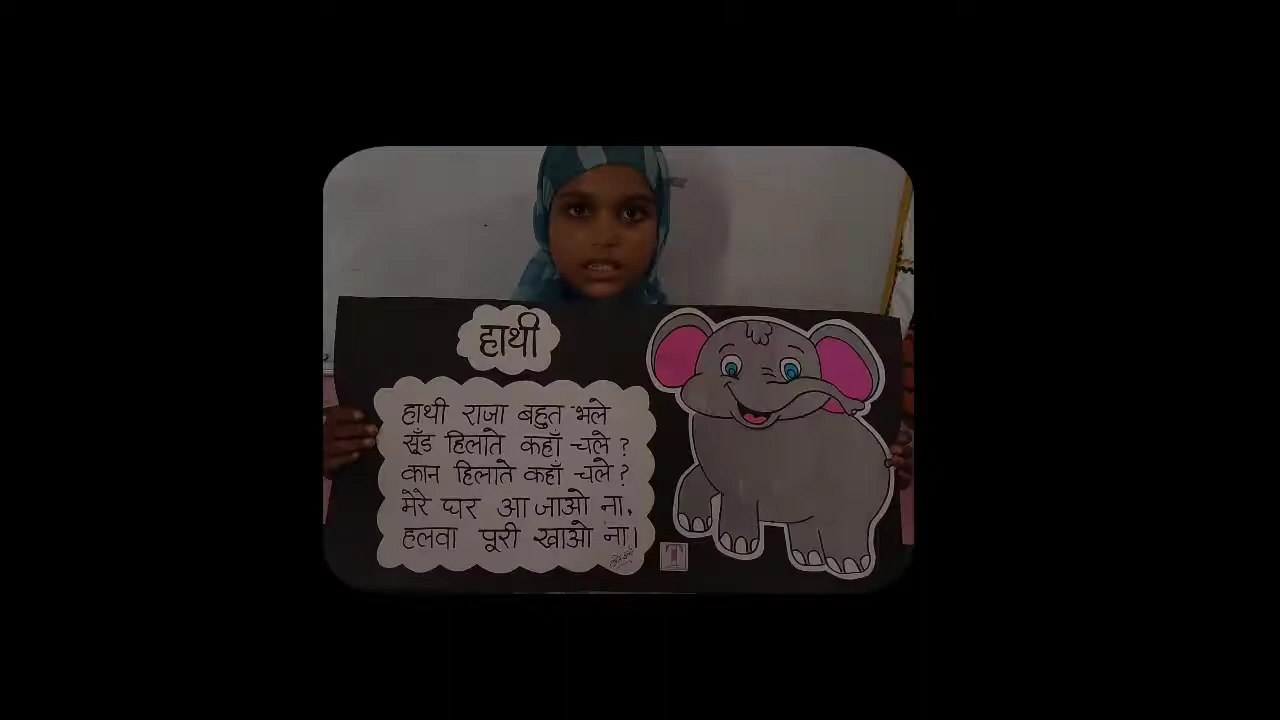 हाथी
हाथी राजा बहुत भले
सूँड हिलाते कहाँ चले ?
कान हिलाते कहाँ चले ?
मेरे घर आ जाओ ना,
हलवा पूरी खाओ ना।